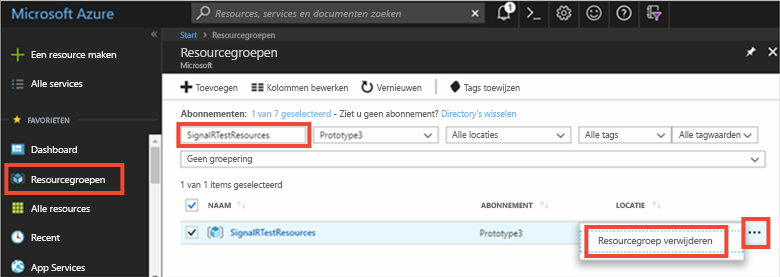 Microsoft Azure
Resources, services en documenten zoeken
1
Een resource maken
Alle services
FAVORIETEN
Dashboard
Resourcegroepen
Alle resources
Recent
App Services
Start > Resourcegroepen
Resourcegroepen
Microsoft
Toevoegen Kolommen bewerken Vernieuwen Tags toewijzen
Abonnementen: 1 van 7 geselecteerd - Ziet u geen abonnement? Directory's wisselen
SignalRTestResources Prototype3 Alle locaties Alle tags Alle tagwaarden
Geen groepering
1 van 1 items geselecteerd
NAAM ABONNEMENT LOCATIE
SignalRTestResources Prototype3
Resourcegroep verwijderen